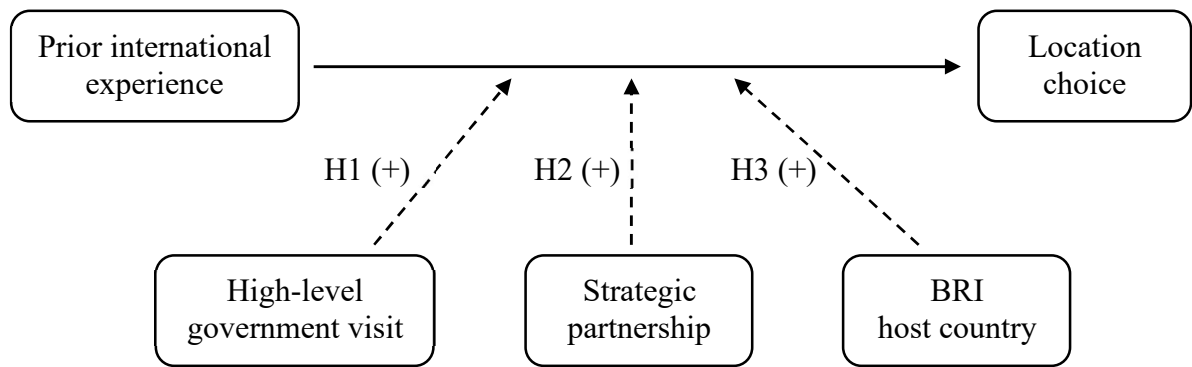 Prior international
experience
Location
choice
H1 (+)
H2 (+)
H3 (+)
High-level
government visit
Strategic
partnership
BRI
host country